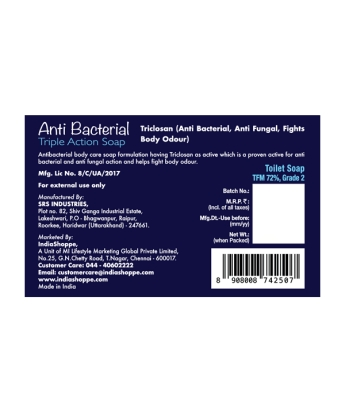 Anti Bacterial
Triple Action Soap
Triclosan (Anti Bacterial, Anti Fungal, Fights
Body Odour)
Antibacterial body care soap formulation having Triclosan as active which is a proven active for anti
bacterial and anti fungal action and helps fight body odour.
Mfg. Lic No. 8/C/UA/2017
For external use only
Manufactured By:
SRS INDUSTRIES,
Plot no. 82, Shiv Ganga Industrial Estate,
Lakeshwari, P.O - Bhagwanpur, Raipur,
Roorkee, Haridwar (Uttarakhand) - 247661.
Marketed By:
IndiaShoppe,
A Unit of MI Lifestyle Marketing Global Private Limited,
No.25, G.N.Chetty Road, T.Nagar, Chennai - 600017.
Customer Care: 044 - 40602222
Email: customercare@indiashoppe.com
www.indiashoppe.com
Made in India
Toilet Soap
TFM 72%, Grade 2
Batch No.:
M.R.P. ₹ :
(incl. of all taxes)
Mfg.Dt.-Use before:
(mm/yy)
Net Wt.:
(when Packed)
8 908008 742507